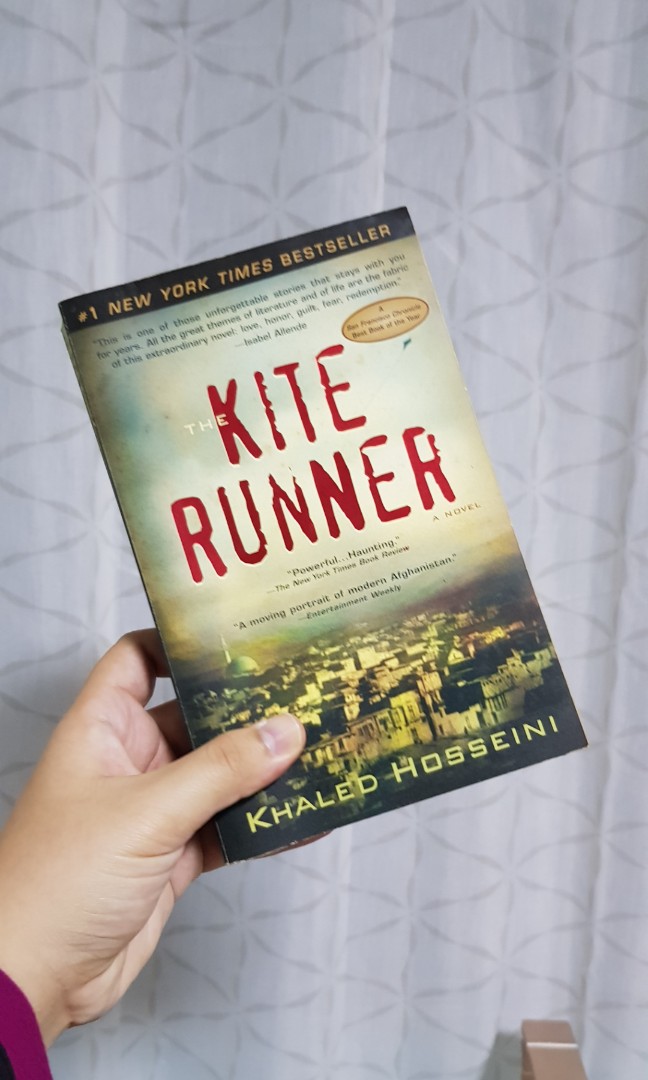 #1 NEW YORK TIMES BESTSELLER
"This is one of those unforgettable stories that stays with you
for years. All the great themes of literature and of life are the fabric
of this extraordinary novel: love, honor, guilt, fear, redemption."
—Isabel Allende
A
San Francisco Chronicle
Best Book of the Year
THE KITE
RUNNER
A NOVEL
"Powerful...Haunting."
—The New York Times Book Review
"A moving portrait of modern Afghanistan."
—Entertainment Weekly
KHALED HOSSEINI